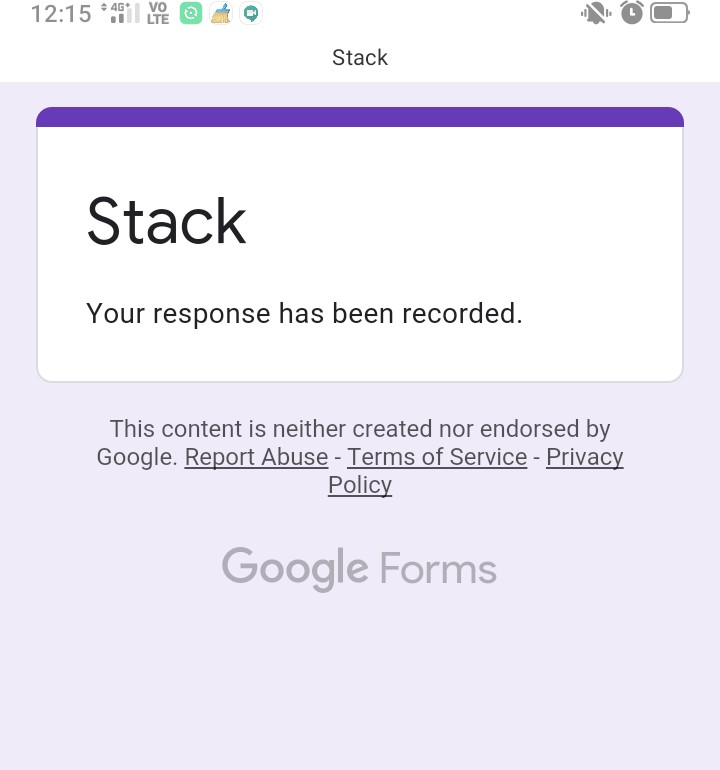 12:15 4G+ VO LTE
Stack
Stack
Your response has been recorded.
This content is neither created nor endorsed by
Google. Report Abuse - Terms of Service - Privacy
Policy
Google Forms